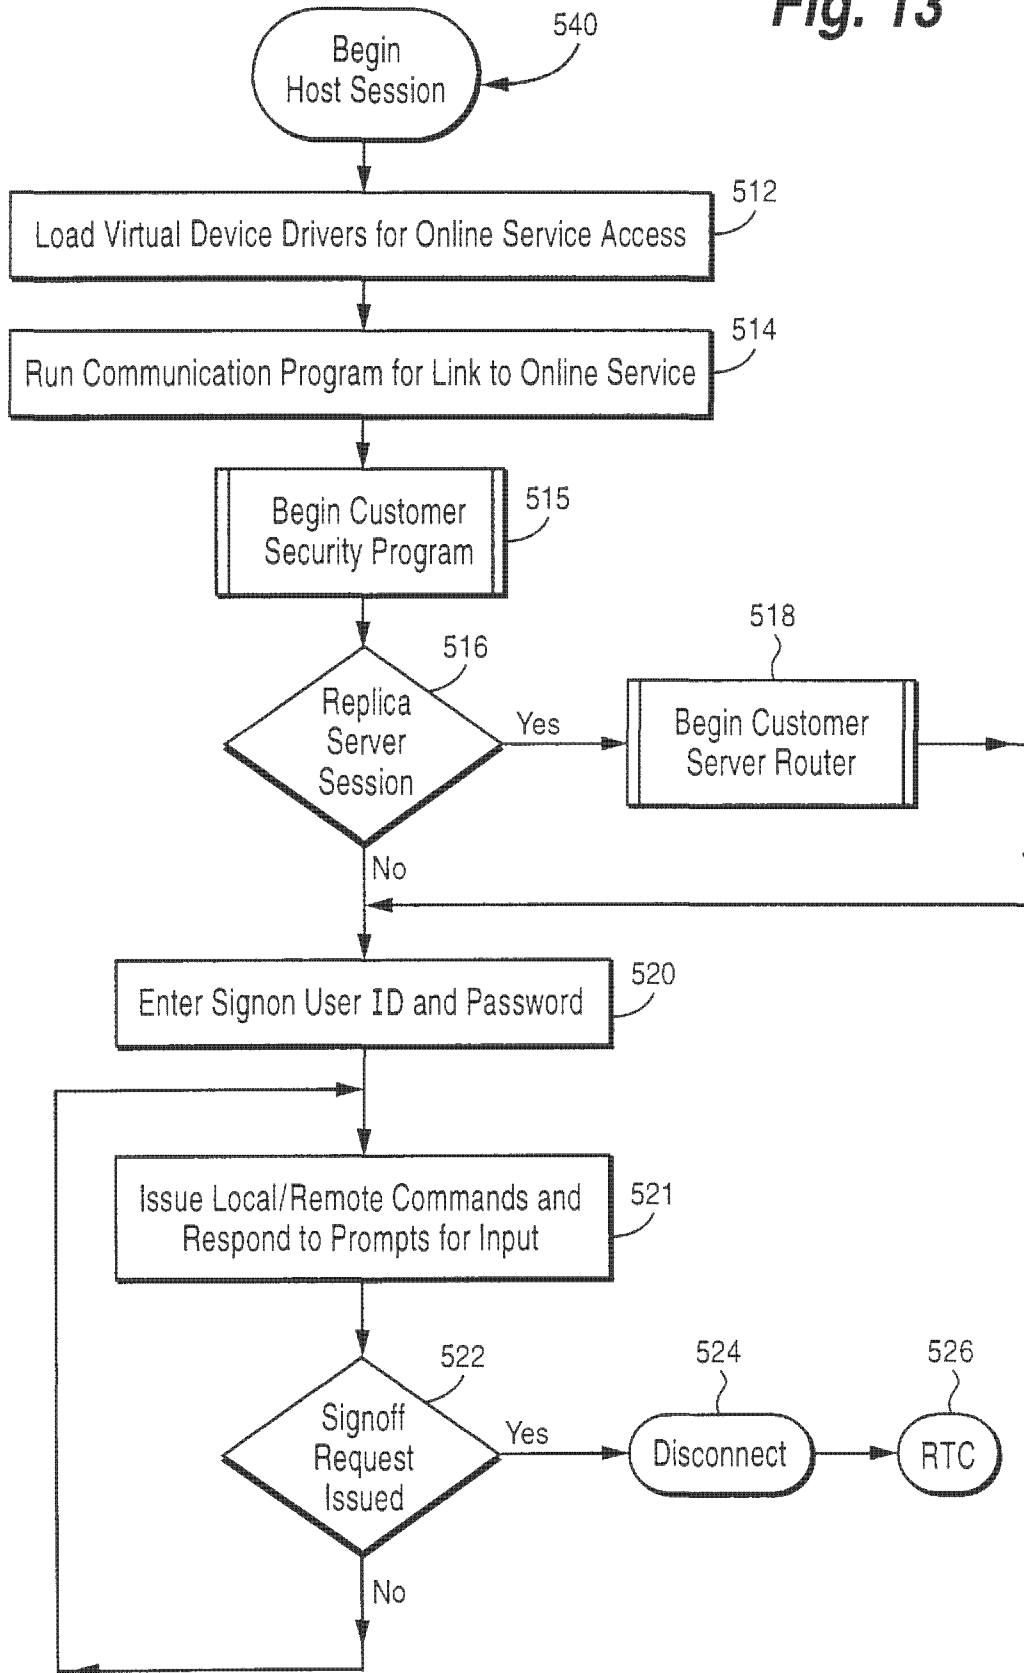 Fig. 13
540
Begin
Host Session
512
Load Virtual Device Drivers for Online Service Access
514
Run Communication Program for Link to Online Service
515
Begin Customer
Security Program
516
Replica
Server
Session
Yes
518
Begin Customer
Server Router
No
520
Enter Signon User ID and Password
521
Issue Local/Remote Commands and
Respond to Prompts for Input
522
Signoff
Request
Issued
Yes
524
Disconnect
526
RTC
No